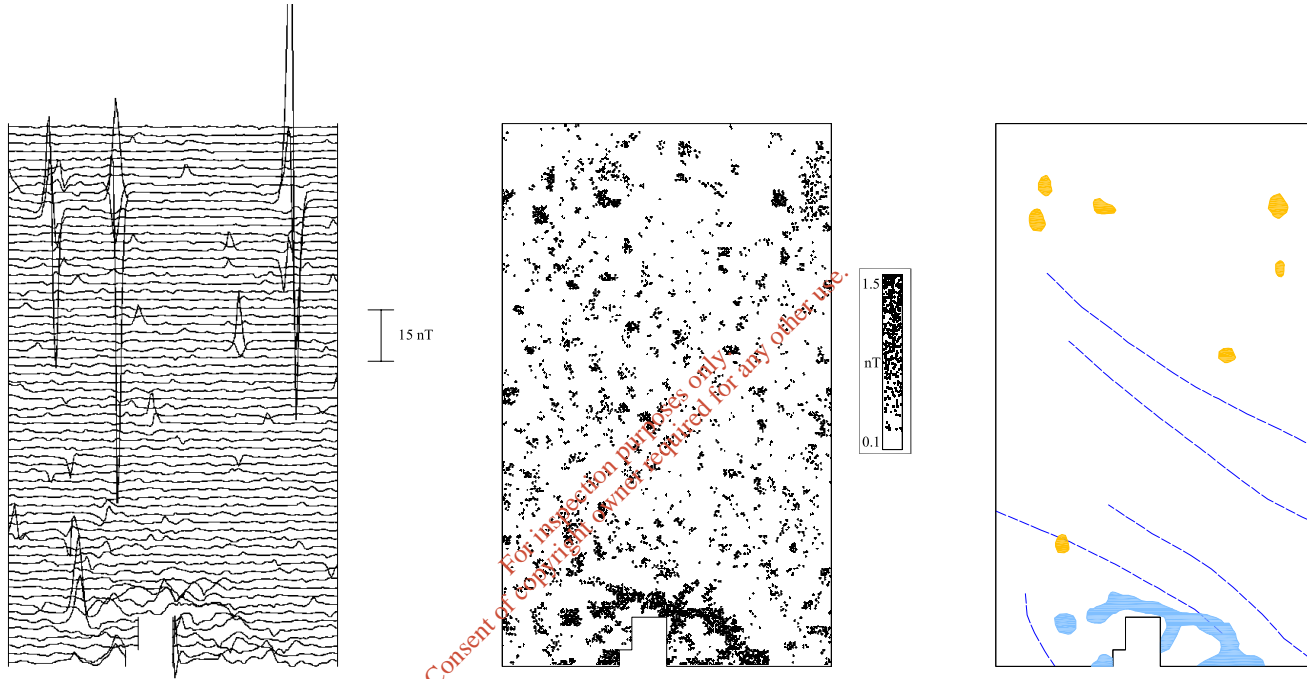 15 nT
1.5
nT
0.1
For inspection purposes only.
Consent of copyright owner required for any other use.